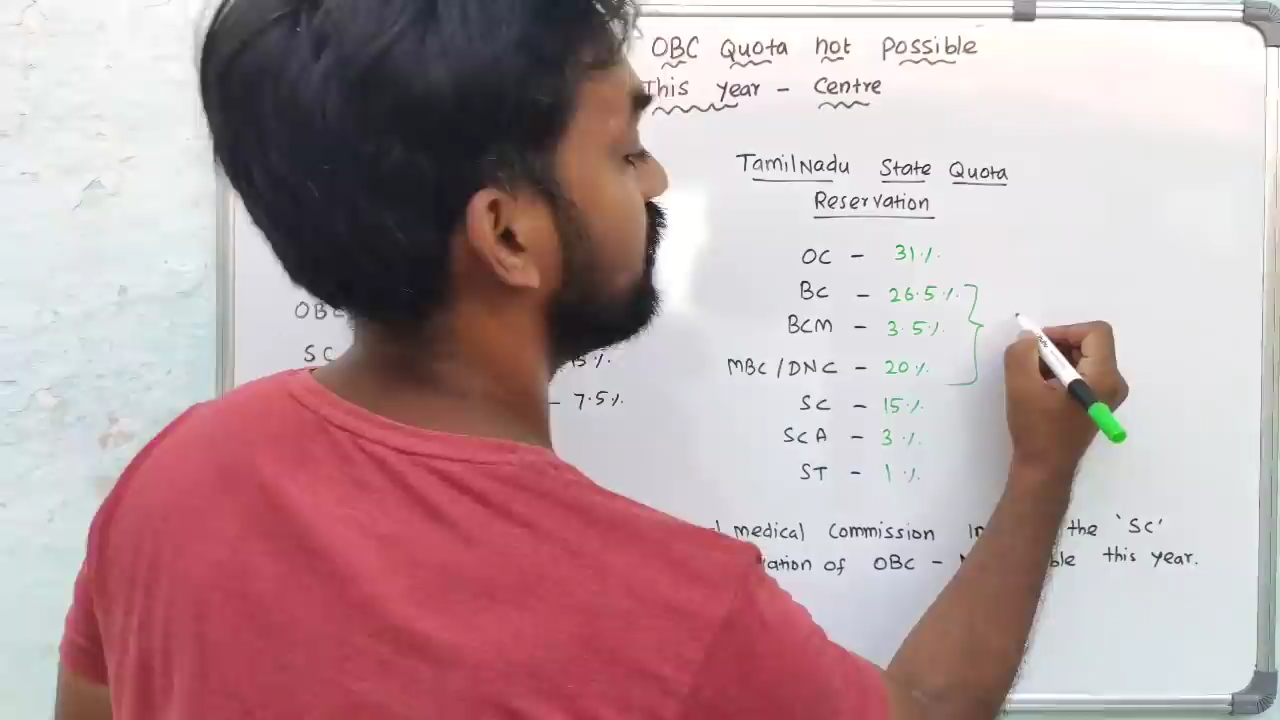 OBC Quota not Possible
This year - Centre
TamilNadu State Quota
Reservation
OC - 31%
BC - 26.5%
BCM - 3.5%
MBC/DNC - 20%
SC - 15%
SCA - 3%
ST - 1%
OBC
SC
- 7.5%
medical Commission the 'SC'
of OBC - this year.